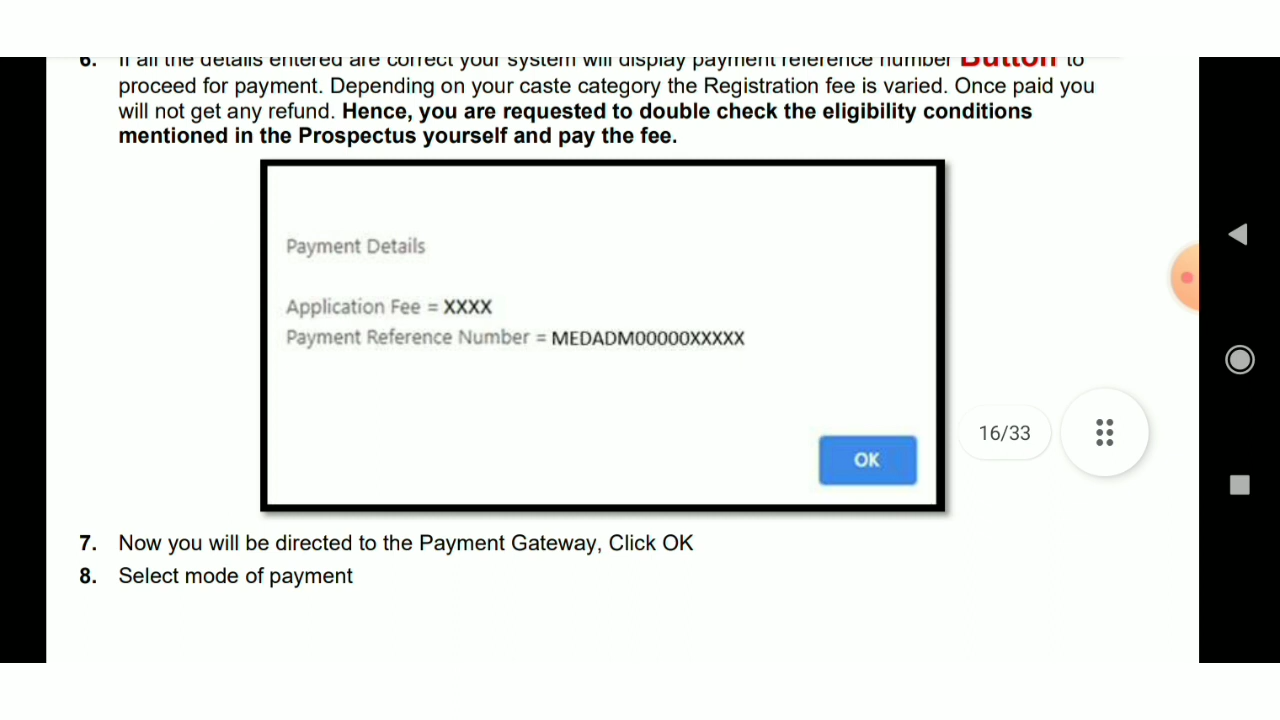 6. If all the details entered are correct your system will display payment reference number Button to
proceed for payment. Depending on your caste category the Registration fee is varied. Once paid you
will not get any refund. Hence, you are requested to double check the eligibility conditions
mentioned in the Prospectus yourself and pay the fee.
Payment Details
Application Fee = XXXX
Payment Reference Number = MEDADM00000XXXXX
OK
16/33
7. Now you will be directed to the Payment Gateway, Click OK
8. Select mode of payment